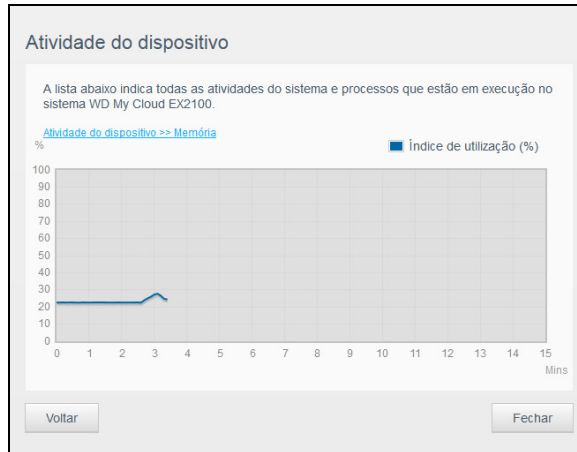 Atividade do dispositivo
A lista abaixo indica todas as atividades do sistema e processos que estão em execução no
sistema WD My Cloud EX2100.
Atividade do dispositivo >> Memória
%
Índice de utilização (%)
100
90
80
70
60
50
40
30
20
10
0
0 1 2 3 4 5 6 7 8 9 10 11 12 13 14 15
Mins
Voltar
Fechar